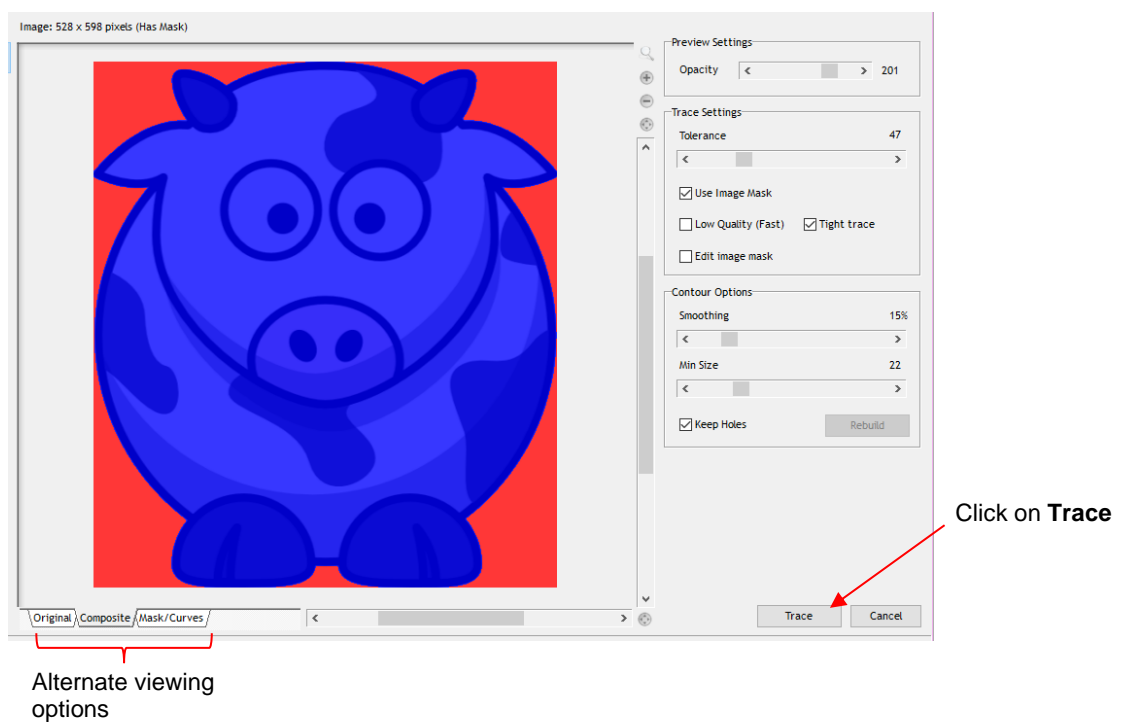 Image: 528 x 598 pixels (Has Mask)
Preview Settings
Opacity 201
Trace Settings
Tolerance 47
Use Image Mask
Low Quality (Fast) Tight trace
Edit image mask
Contour Options
Smoothing 15%
Min Size 22
Keep Holes Rebuild
Click on Trace
Original Composite Mask/Curves
Trace Cancel
Alternate viewing
options